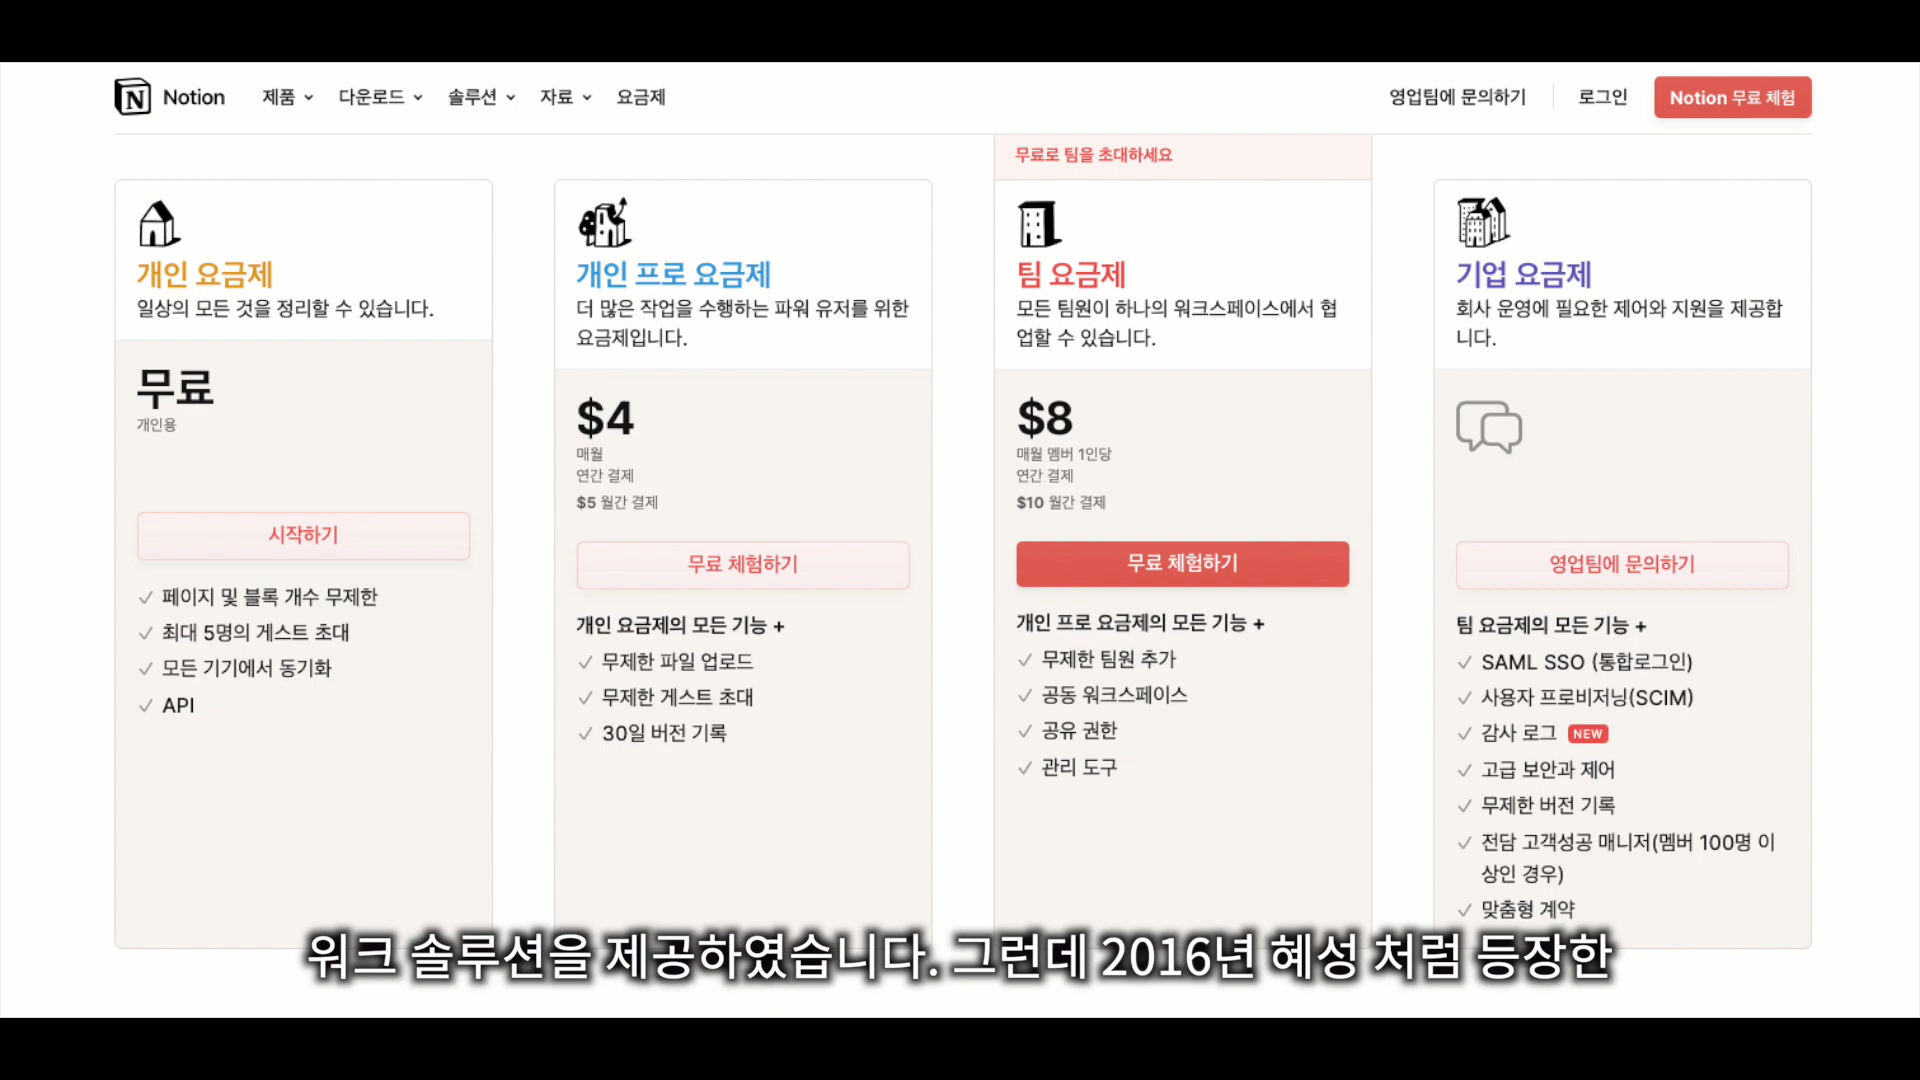 Notion
제품
다운로드
솔루션
자료
요금제
영업팀에 문의하기
로그인
Notion 무료 체험
개인 요금제
일상의 모든 것을 정리할 수 있습니다.
무료
개인용
시작하기
페이지 및 블록 개수 무제한
최대 5명의 게스트 초대
모든 기기에서 동기화
API
개인 프로 요금제
더 많은 작업을 수행하는 파워 유저를 위한
요금제입니다.
$4
매월
연간 결제
$5 월간 결제
무료 체험하기
개인 요금제의 모든 기능 +
무제한 파일 업로드
무제한 게스트 초대
30일 버전 기록
무료로 팀을 초대하세요
팀 요금제
모든 팀원이 하나의 워크스페이스에서 협
업할 수 있습니다.
$8
매월 멤버 1인당
연간 결제
$10 월간 결제
무료 체험하기
개인 프로 요금제의 모든 기능 +
무제한 팀원 추가
공동 워크스페이스
공유 권한
관리 도구
기업 요금제
회사 운영에 필요한 제어와 지원을 제공합
니다.
영업팀에 문의하기
팀 요금제의 모든 기능 +
SAML SSO (통합로그인)
사용자 프로비저닝(SCIM)
감사 로그 NEW
고급 보안과 제어
무제한 버전 기록
전담 고객성공 매니저(멤버 100명 이
상인 경우)
맞춤형 계약
워크 솔루션을 제공하였습니다. 그런데 2016년 혜성 처럼 등장한